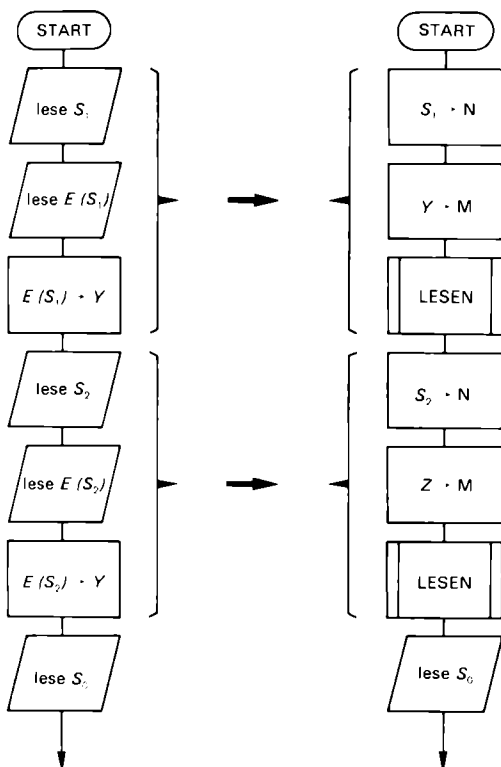 START
lese S₁
lese E (S₁)
E (S₁) → Y
lese S₂
lese E (S₂)
E (S₂) → Y
lese S₀
START
S₁ → N
Y → M
LESEN
S₂ → N
Z → M
LESEN
lese S₀